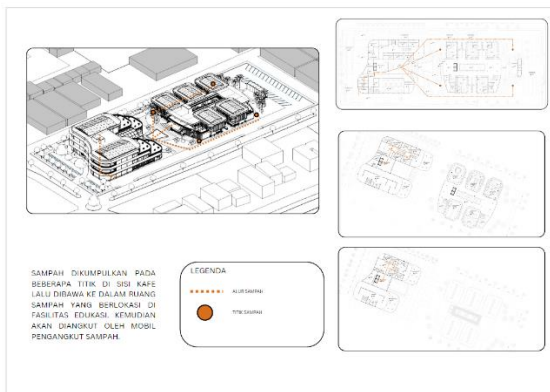 SAMPAH DIKUMPULKAN PADA
BEBERAPA TITIK DI SISI KAFE
LALU DIBAWA KE DALAM RUANG
SAMPAH YANG BERLOKASI DI
FASILITAS EDUKASI. KEMUDIAN
AKAN DIANGKUT OLEH MOBIL
PENGANGKUT SAMPAH.
LEGENDA
ALUR SAMPAH
TITIK SAMPAH